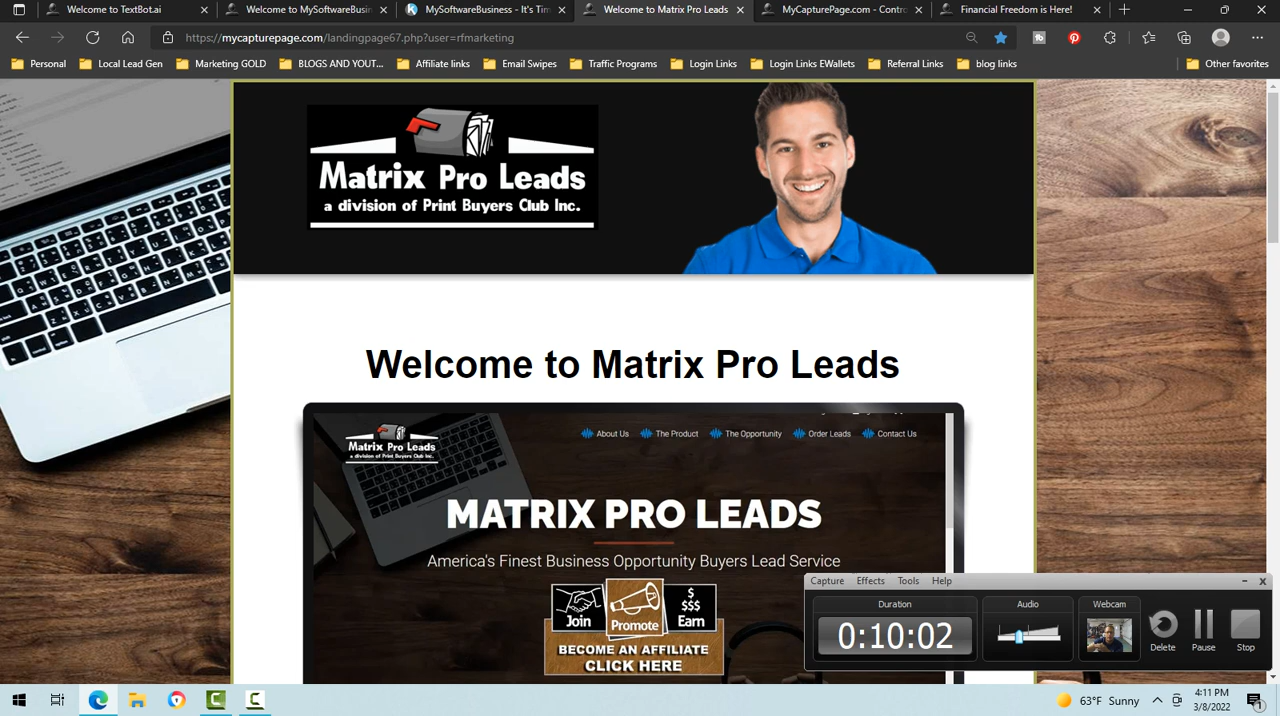 Welcome to TextBot.ai
Welcome to MySoftwareBusin
MySoftwareBusiness - It's Tim
Welcome to Matrix Pro Leads
MyCapturePage.com - Contro
Financial Freedom is Here!
https://mycapturepage.com/landingpage67.php?user=rfmarketing
Personal
Local Lead Gen
Marketing GOLD
BLOGS AND YOUT...
Affiliate links
Email Swipes
Traffic Programs
Login Links
Login Links EWallets
Referral Links
blog links
Other favorites
Matrix Pro Leads
a division of Print Buyers Club Inc.
Welcome to Matrix Pro Leads
Matrix Pro Leads
a division of Print Buyers Club Inc.
About Us
The Product
The Opportunity
Order Leads
Contact Us
MATRIX PRO LEADS
America's Finest Business Opportunity Buyers Lead Service
Join
Promote
$
$$$
Earn
BECOME AN AFFILIATE
CLICK HERE
Capture
Effects
Tools
Help
Duration
0:10:02
Audio
Webcam
Delete
Pause
Stop
63°F Sunny
4:11 PM
3/8/2022
1